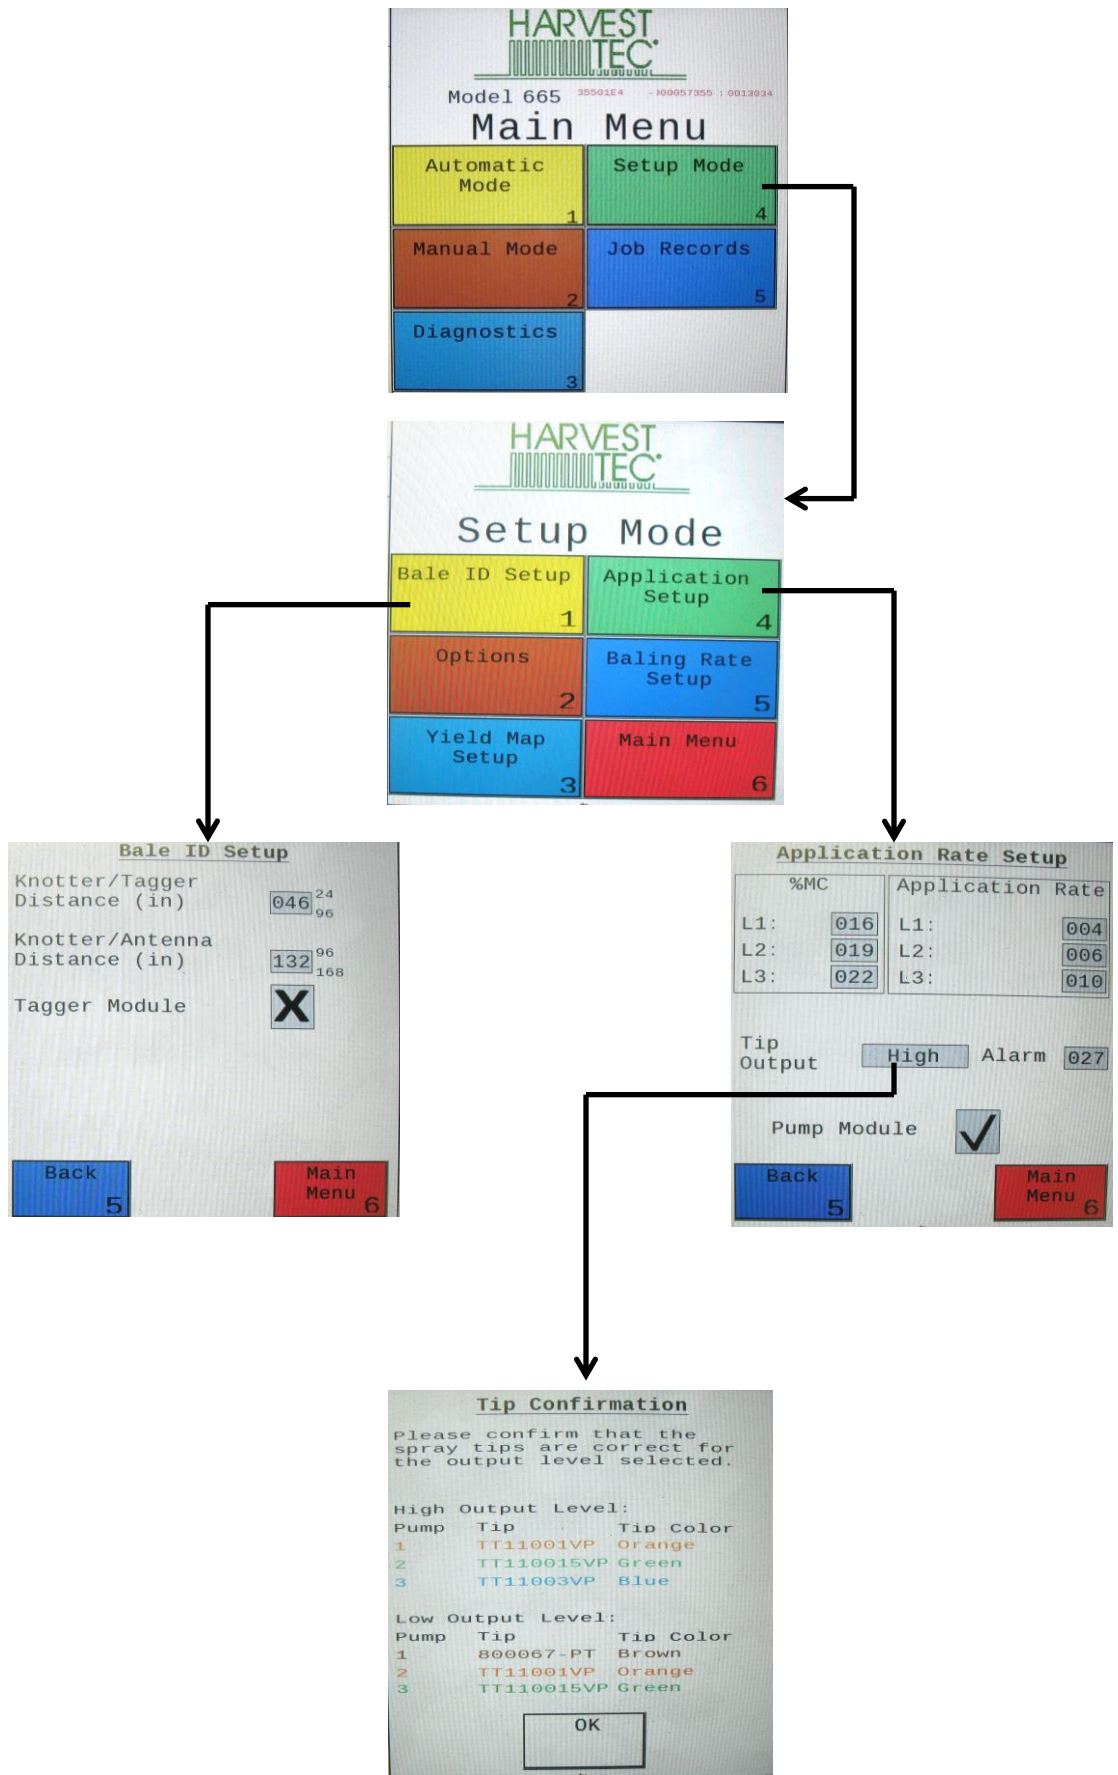 HARVEST
TEC
Model 665 35501E4 -
Main Menu
Automatic
Mode
1
Setup Mode
4
Manual Mode
2
Job Records
5
Diagnostics
3
HARVEST
TEC
Setup Mode
Bale ID Setup
1
Application
Setup
4
Options
2
Baling Rate
Setup
5
Yield Map
Setup
3
Main Menu
6
Bale ID Setup
Knotter/Tagger
Distance (in) 046 24
96
Knotter/Antenna
Distance (in) 132 96
168
Tagger Module X
Back
5
Main
Menu
6
Application Rate Setup
%MC
L1: 016
L2: 019
L3: 022
Application Rate
L1: 004
L2: 006
L3: 010
Tip
Output High Alarm 027
Pump Module ✓
Back
5
Main
Menu
6
Tip Confirmation
Please confirm that the
spray tips are correct for
the output level selected.
High Output Level:
Pump Tip Tip Color
1 TT11001VP Orange
2 TT110015VP Green
3 TT11003VP Blue
Low Output Level:
Pump Tip Tip Color
1 800067-PT Brown
2 TT11001VP Orange
3 TT110015VP Green
OK